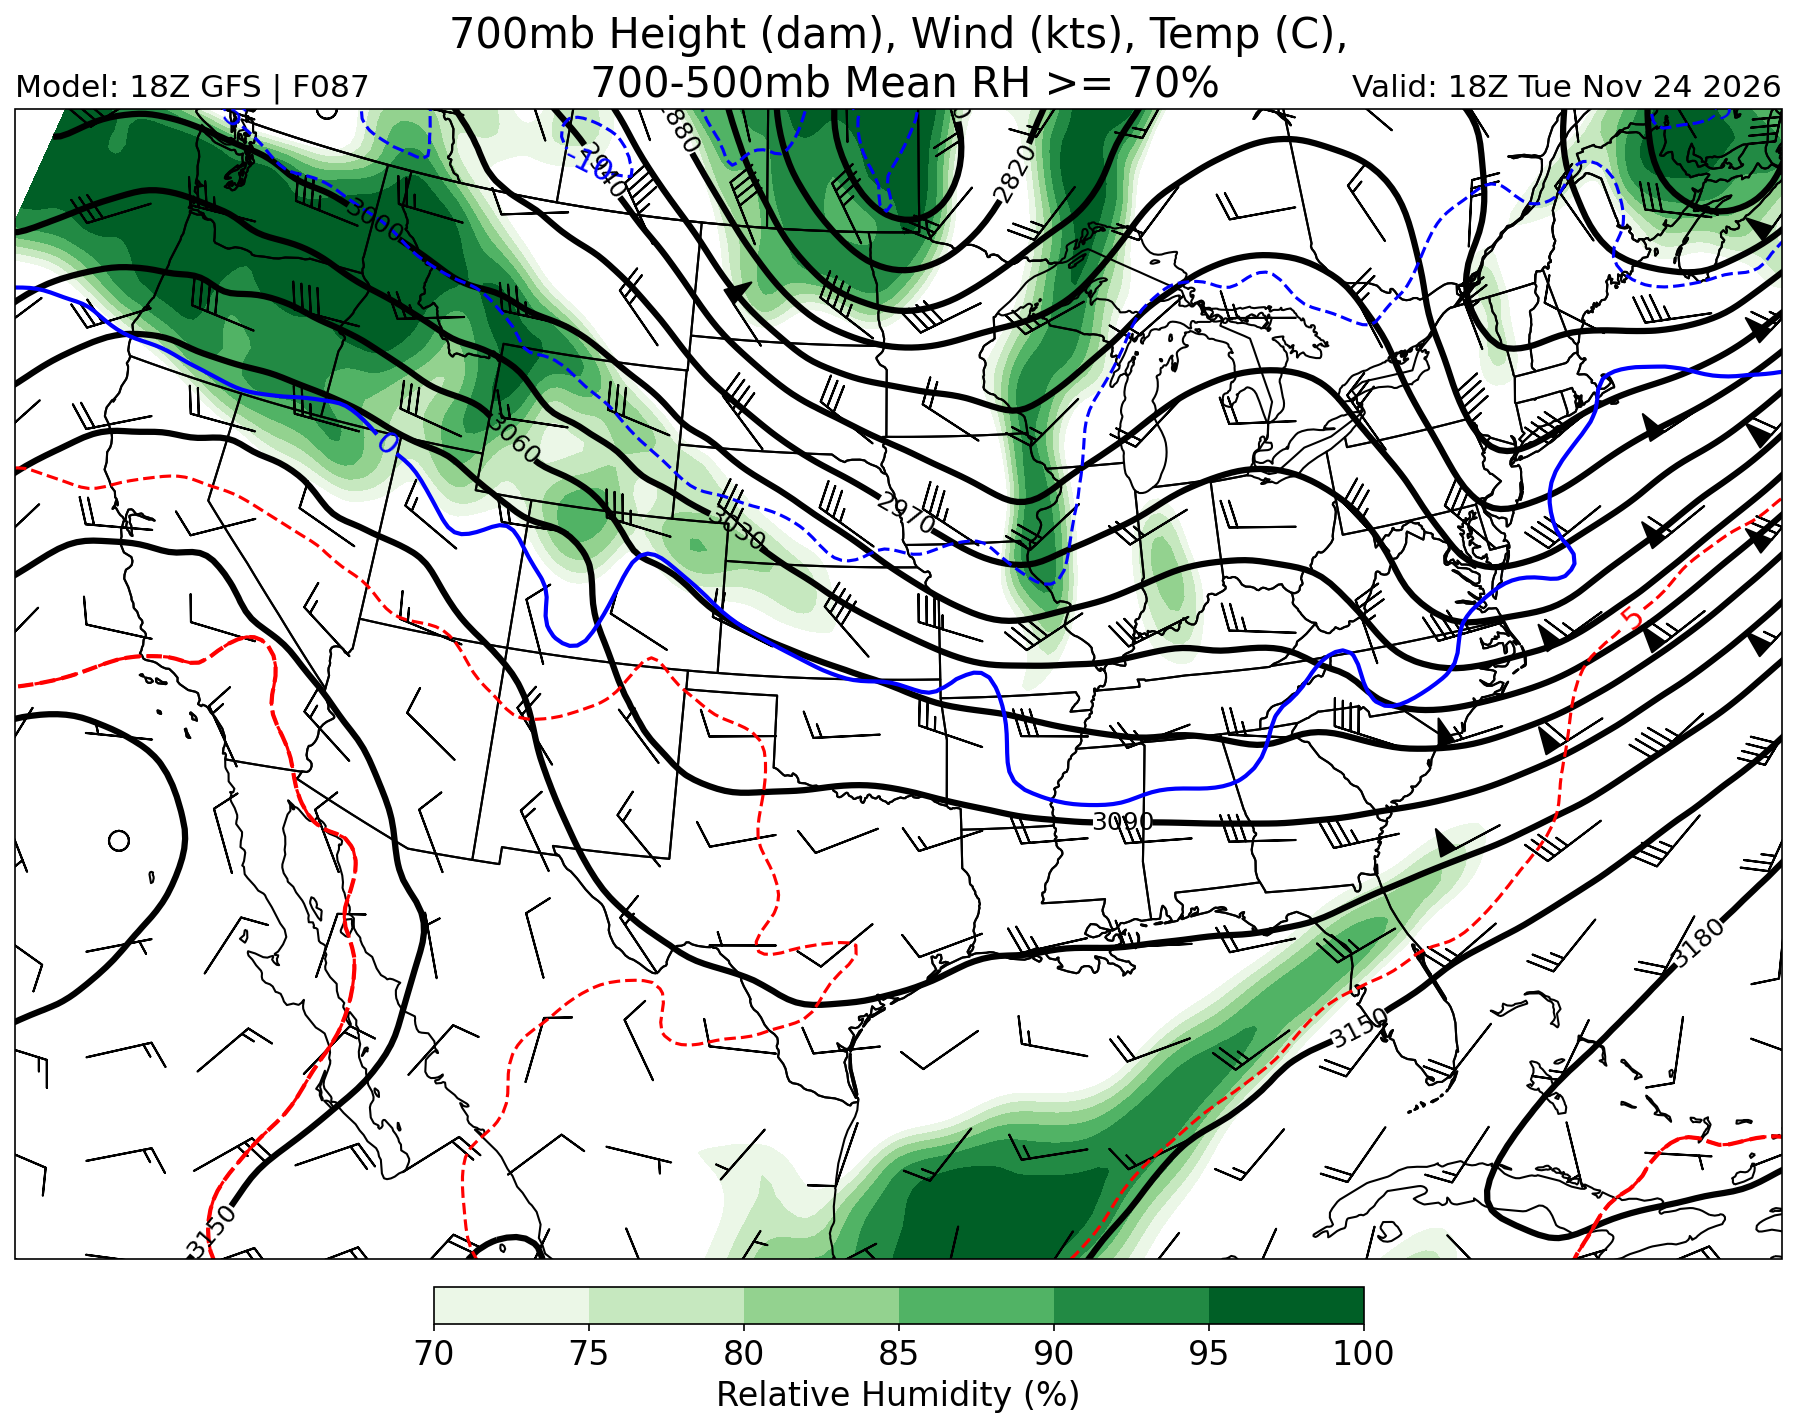 700mb Height (dam), Wind (kts), Temp (C),
700-500mb Mean RH >= 70%
Model: 18Z GFS | F087
Valid: 18Z Tue Nov 24 2026
2880
2940
-10
2820
3000
3060
0
2970
3030
5
3090
3180
3150
3150
70 75 80 85 90 95 100
Relative Humidity (%)